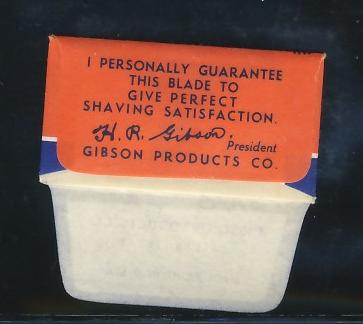 I PERSONALLY GUARANTEE
THIS BLADE TO
GIVE PERFECT
SHAVING SATISFACTION.
H. R. Gibson,
President
GIBSON PRODUCTS CO.